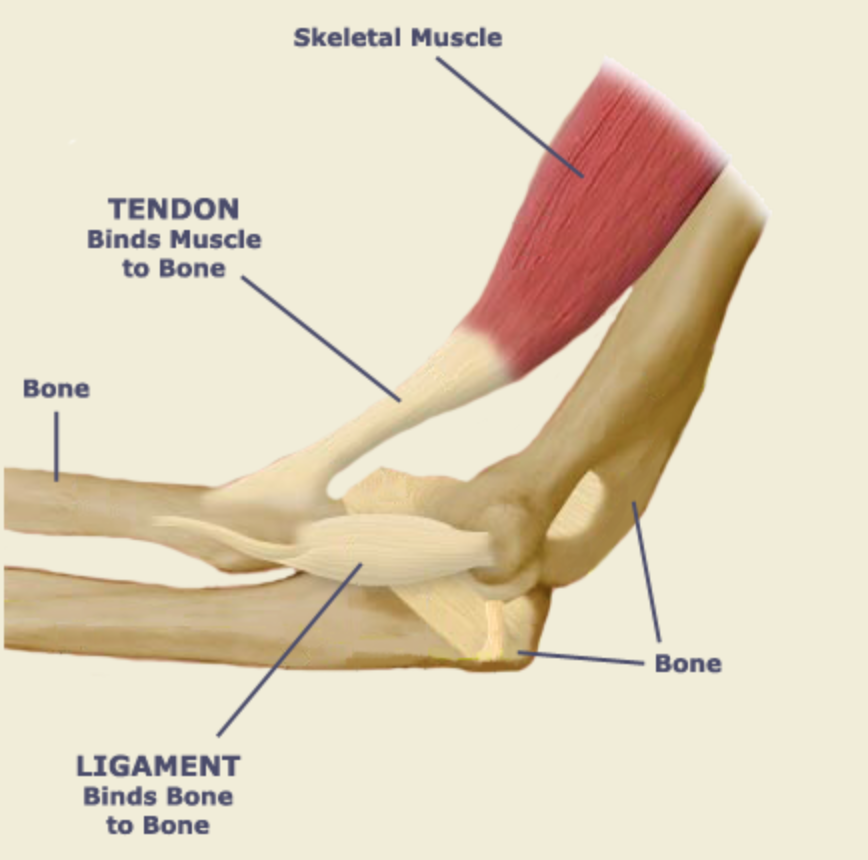 Skeletal Muscle
TENDON
Binds Muscle
to Bone
Bone
Bone
LIGAMENT
Binds Bone
to Bone